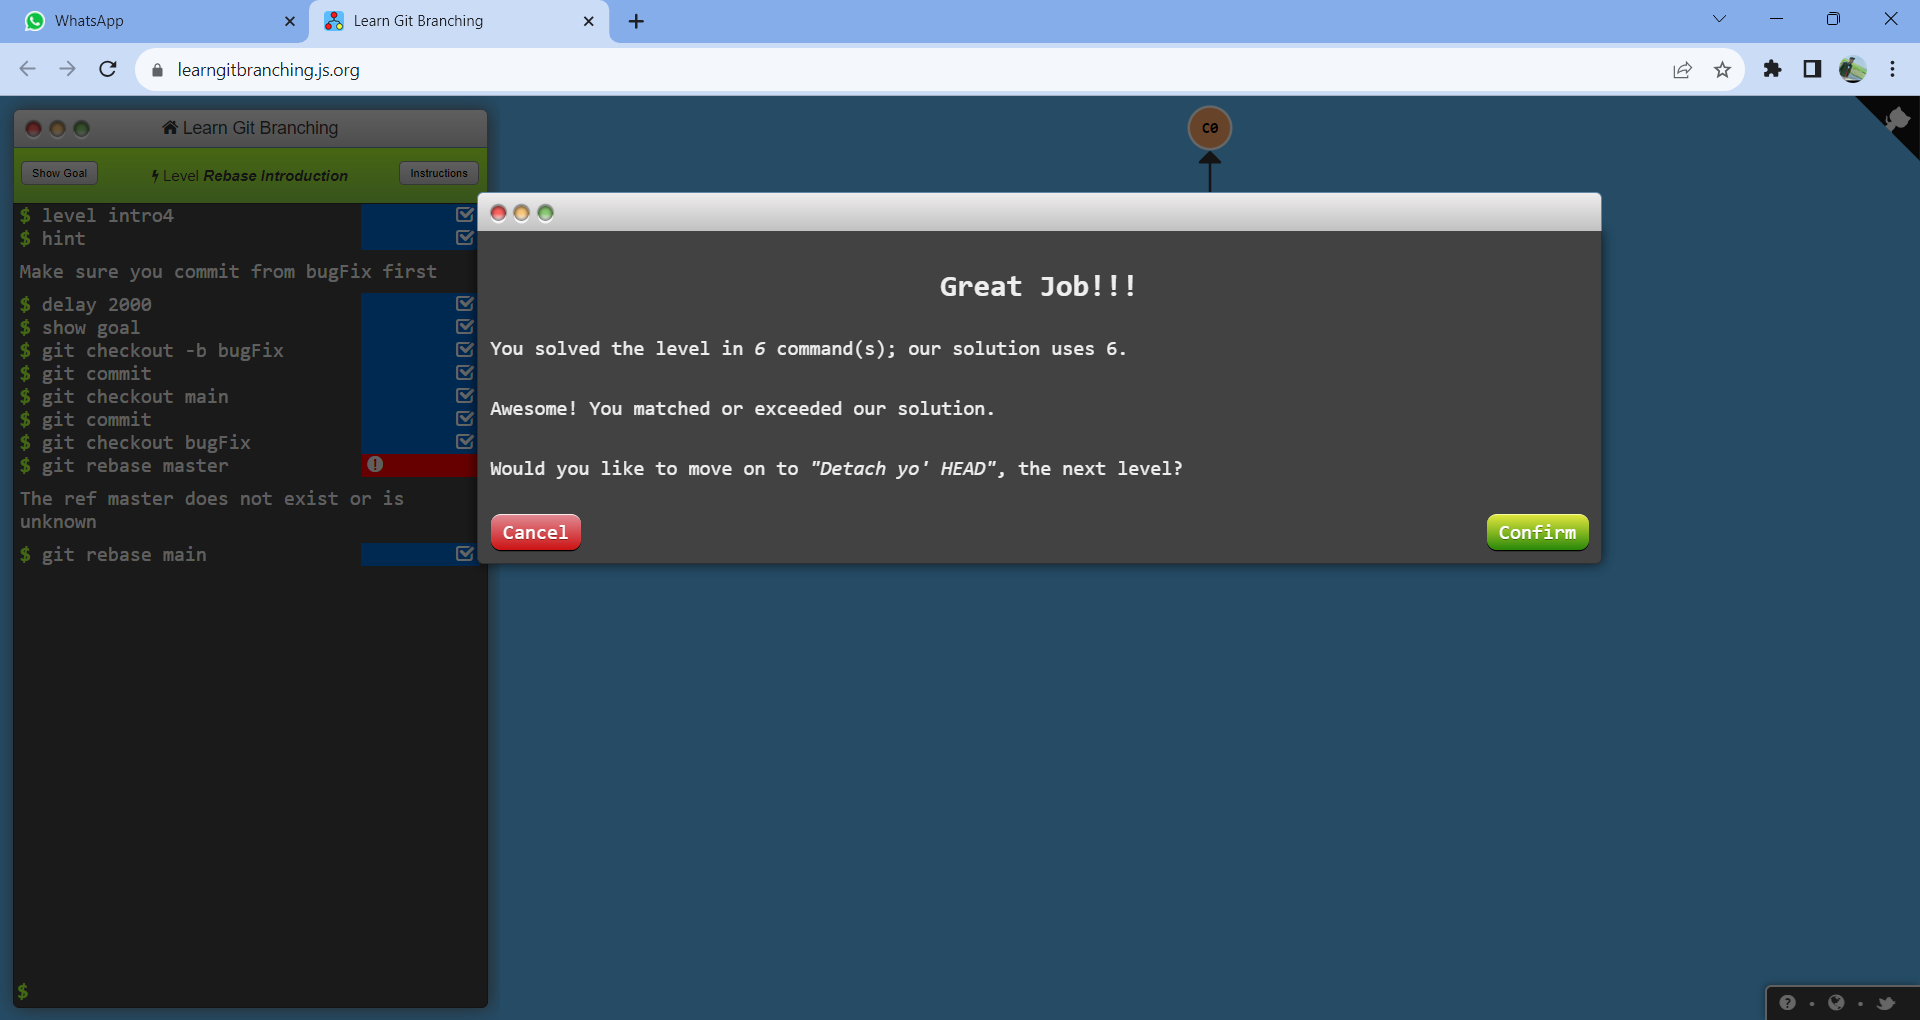 WhatsApp
Learn Git Branching
learngitbranching.js.org
Learn Git Branching
Show Goal
Level Rebase Introduction
Instructions
$ level intro4
$ hint
Make sure you commit from bugFix first
$ delay 2000
$ show goal
$ git checkout -b bugFix
$ git commit
$ git checkout main
$ git commit
$ git checkout bugFix
$ git rebase master
The ref master does not exist or is
unknown
$ git rebase main
$
C0
Great Job!!!
You solved the level in 6 command(s); our solution uses 6.
Awesome! You matched or exceeded our solution.
Would you like to move on to "Detach yo' HEAD", the next level?
Cancel
Confirm